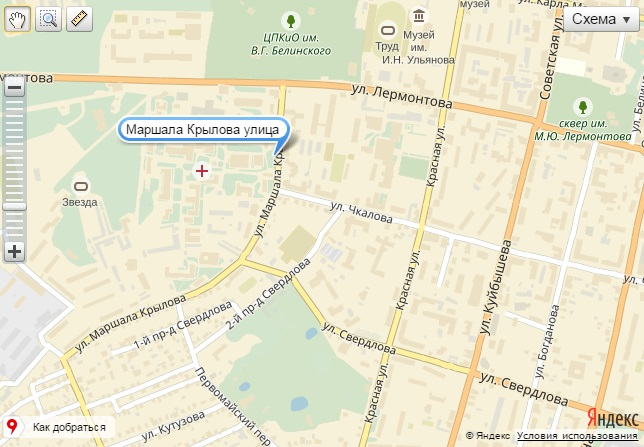 музей
ул. Карла М
Схема
ЦПКиО им.
В.Г. Белинского
Труд
Музей
им.
И.Н. Ульянова
Советская ул.
монтова
ул. Лермонтова
сквер им.
М.Ю. Лермонтова
ул. Белин
Маршала Крылова улица
ул. Маршала Кр
Красная ул.
Звезда
ул. Чкалова
ул. Маршала Крылова
1-й пр-д Свердлова
2-й пр-д Свердлова
Красная ул.
ул. Куйбышева
ул. Богданова
ул. Свердлова
ул. Свердлова
Первомайский пер.
Красная ул.
ул. Кутузова
Как добраться
Яндекс
© Яндекс Условия использования